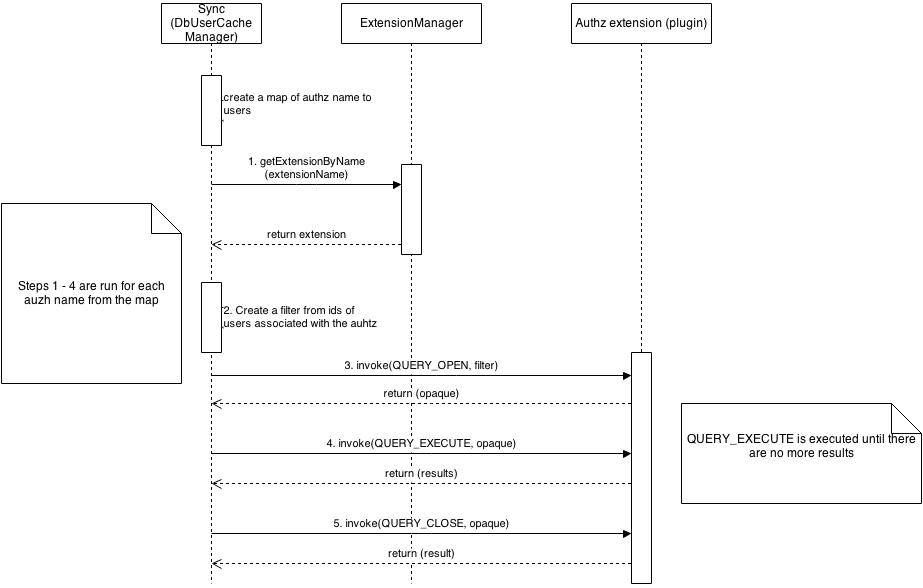 Sync
(DbUserCache
Manager)
ExtensionManager
Authz extension (plugin)
create a map of authz name to
users
1. getExtensionByName
(extensionName)
return extension
Steps 1 - 4 are run for each
auzh name from the map
2. Create a filter from ids of
users associated with the auhtz
3. invoke(QUERY_OPEN, filter)
return (opaque)
4. invoke(QUERY_EXECUTE, opaque)
QUERY_EXECUTE is executed until there
are no more results
return (results)
5. invoke(QUERY_CLOSE, opaque)
return (result)